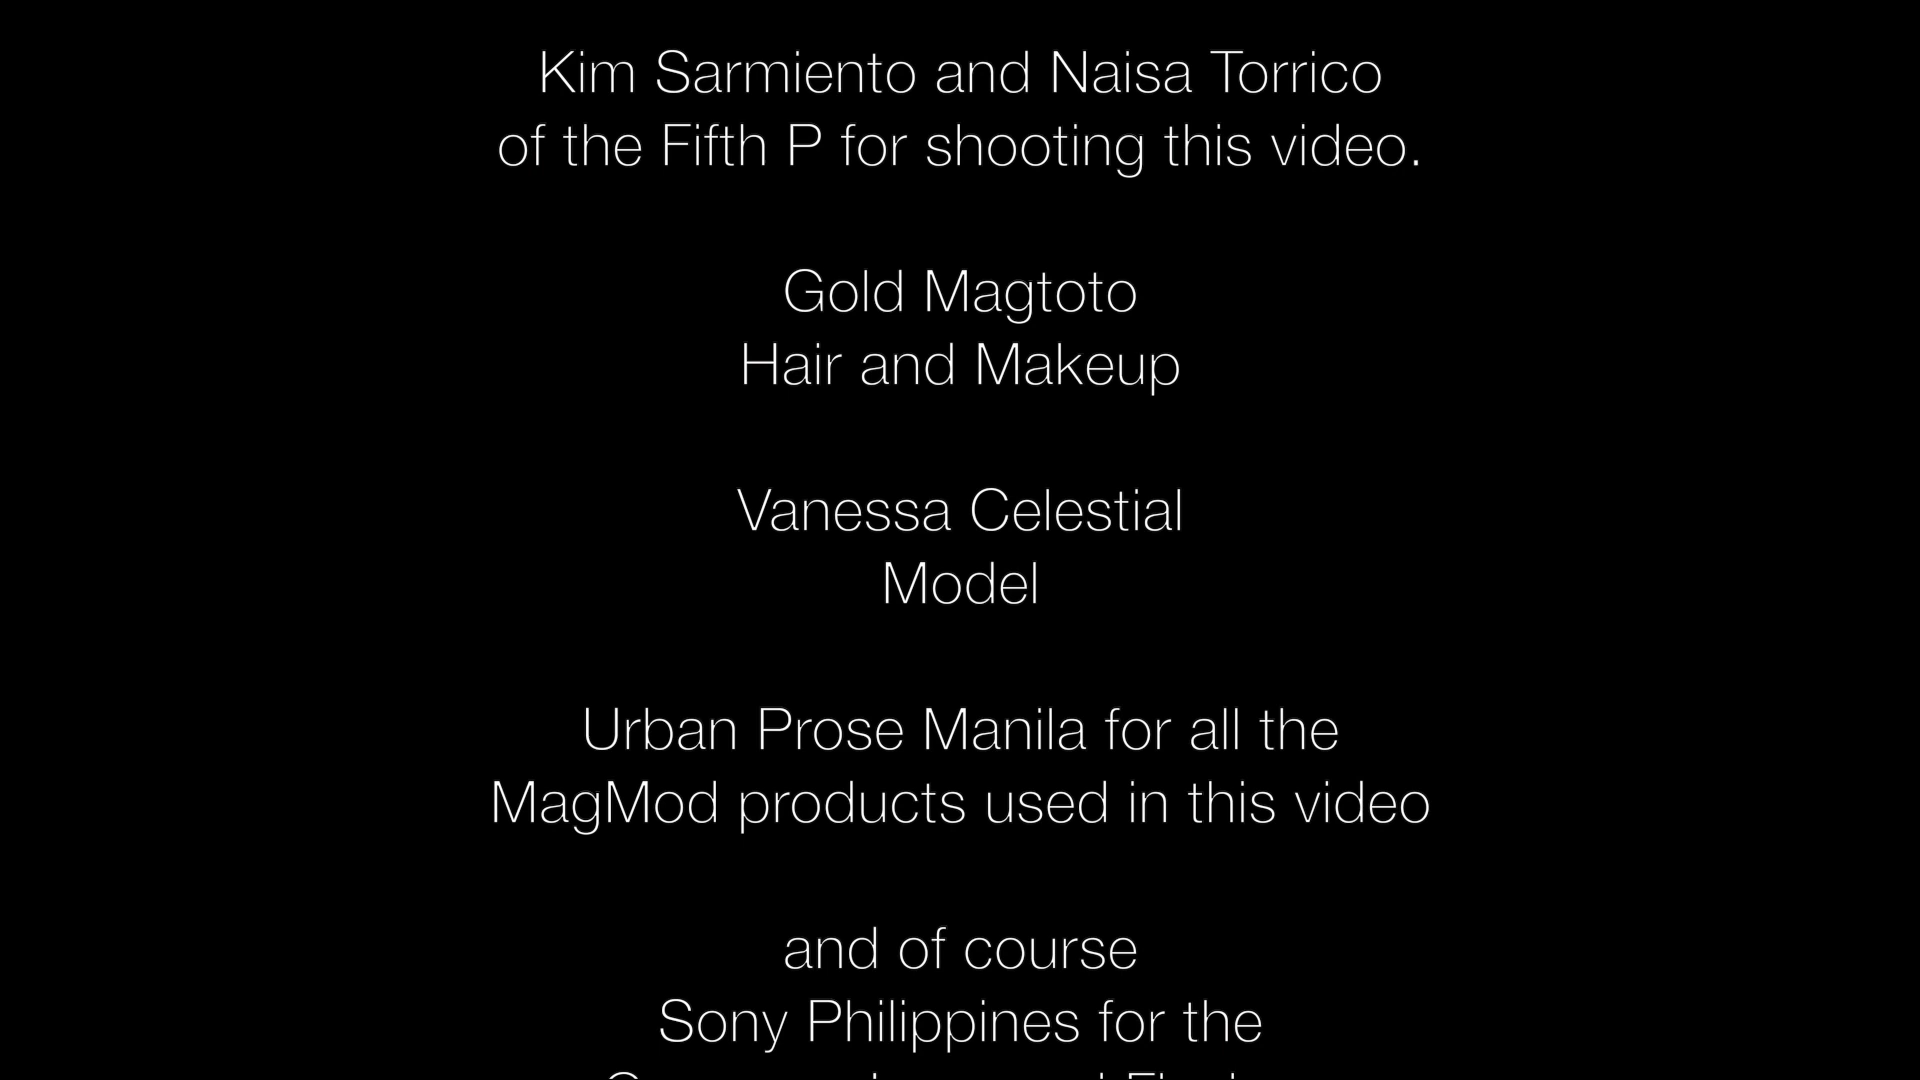 Kim Sarmiento and Naisa Torrico
of the Fifth P for shooting this video.
Gold Magtoto
Hair and Makeup
Vanessa Celestial
Model
Urban Prose Manila for all the
MagMod products used in this video
and of course
Sony Philippines for the